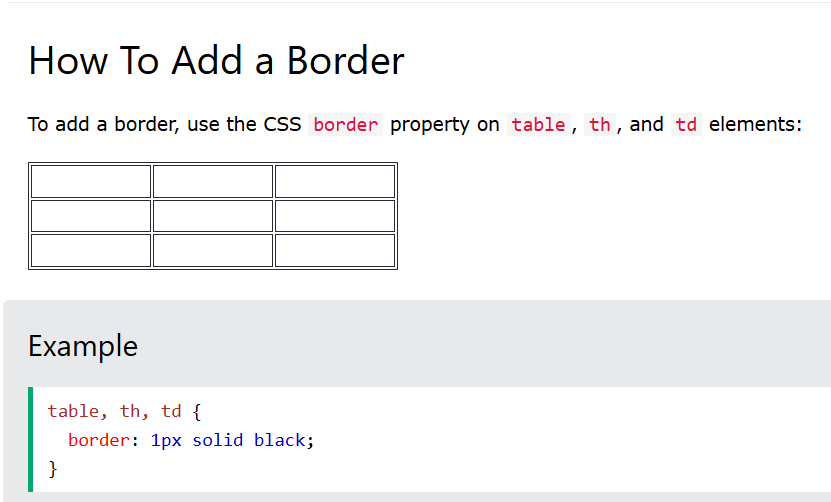 How To Add a Border
To add a border, use the CSS border property on table, th, and td elements:
Example
table, th, td {
  border: 1px solid black;
}